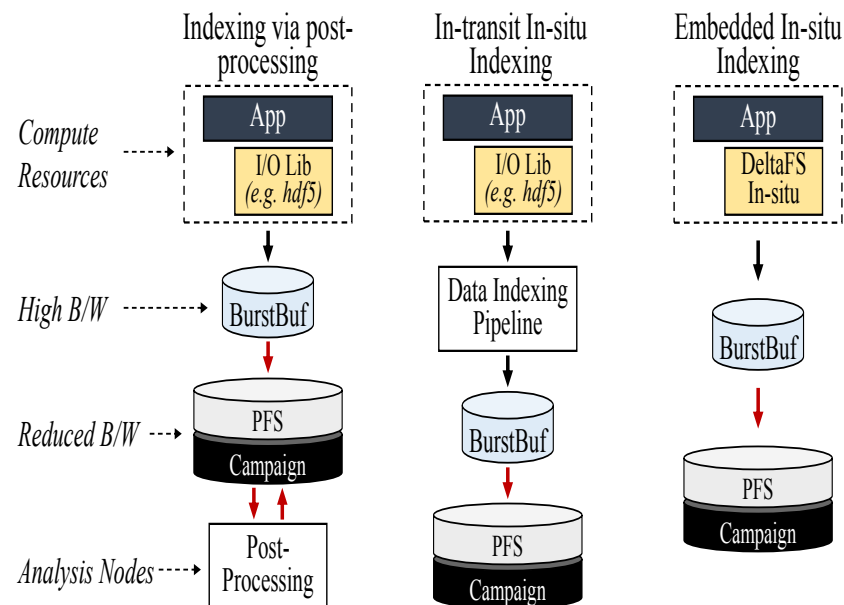 Indexing via post-
processing
In-transit In-situ
Indexing
Embedded In-situ
Indexing
Compute
Resources
App
I/O Lib
(e.g. hdf5)
App
I/O Lib
(e.g. hdf5)
App
DeltaFS
In-situ
High B/W
BurstBuf
Data Indexing
Pipeline
BurstBuf
Reduced B/W
PFS
Campaign
BurstBuf
PFS
Campaign
Analysis Nodes
Post-
Processing
PFS
Campaign